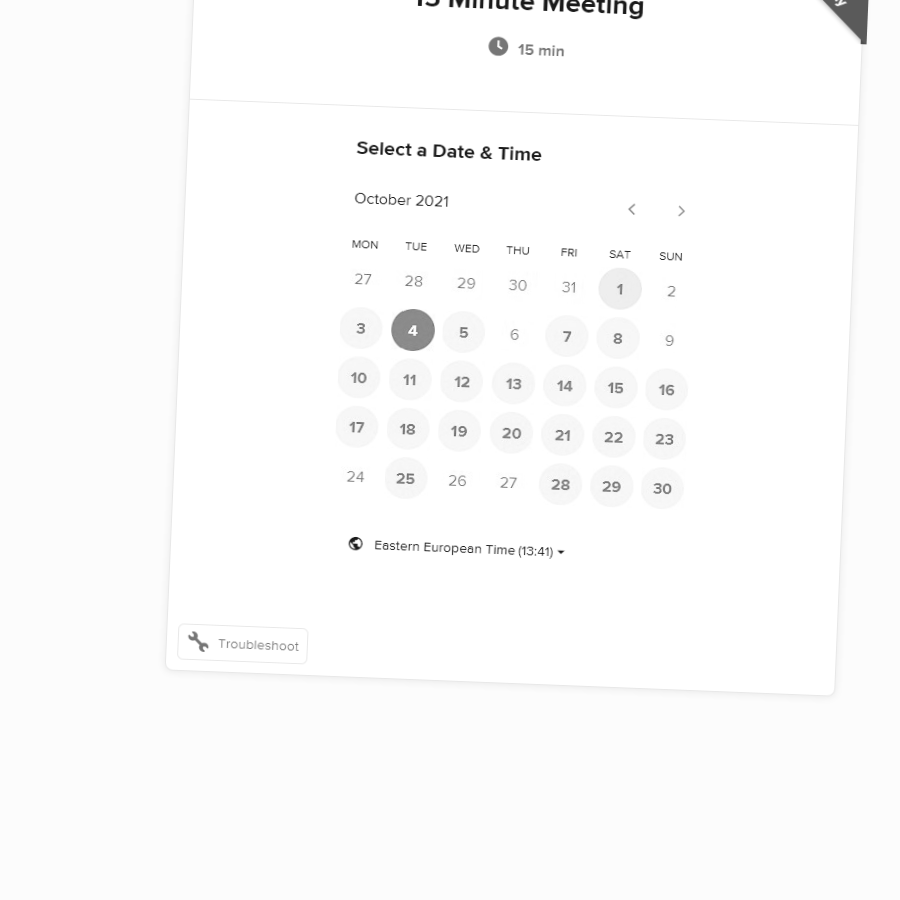 15 Minute Meeting
15 min
Select a Date & Time
October 2021
MON TUE WED THU FRI SAT SUN
27 28 29 30 31 1 2
3 4 5 6 7 8 9
10 11 12 13 14 15 16
17 18 19 20 21 22 23
24 25 26 27 28 29 30
Eastern European Time (13:41)
Troubleshoot